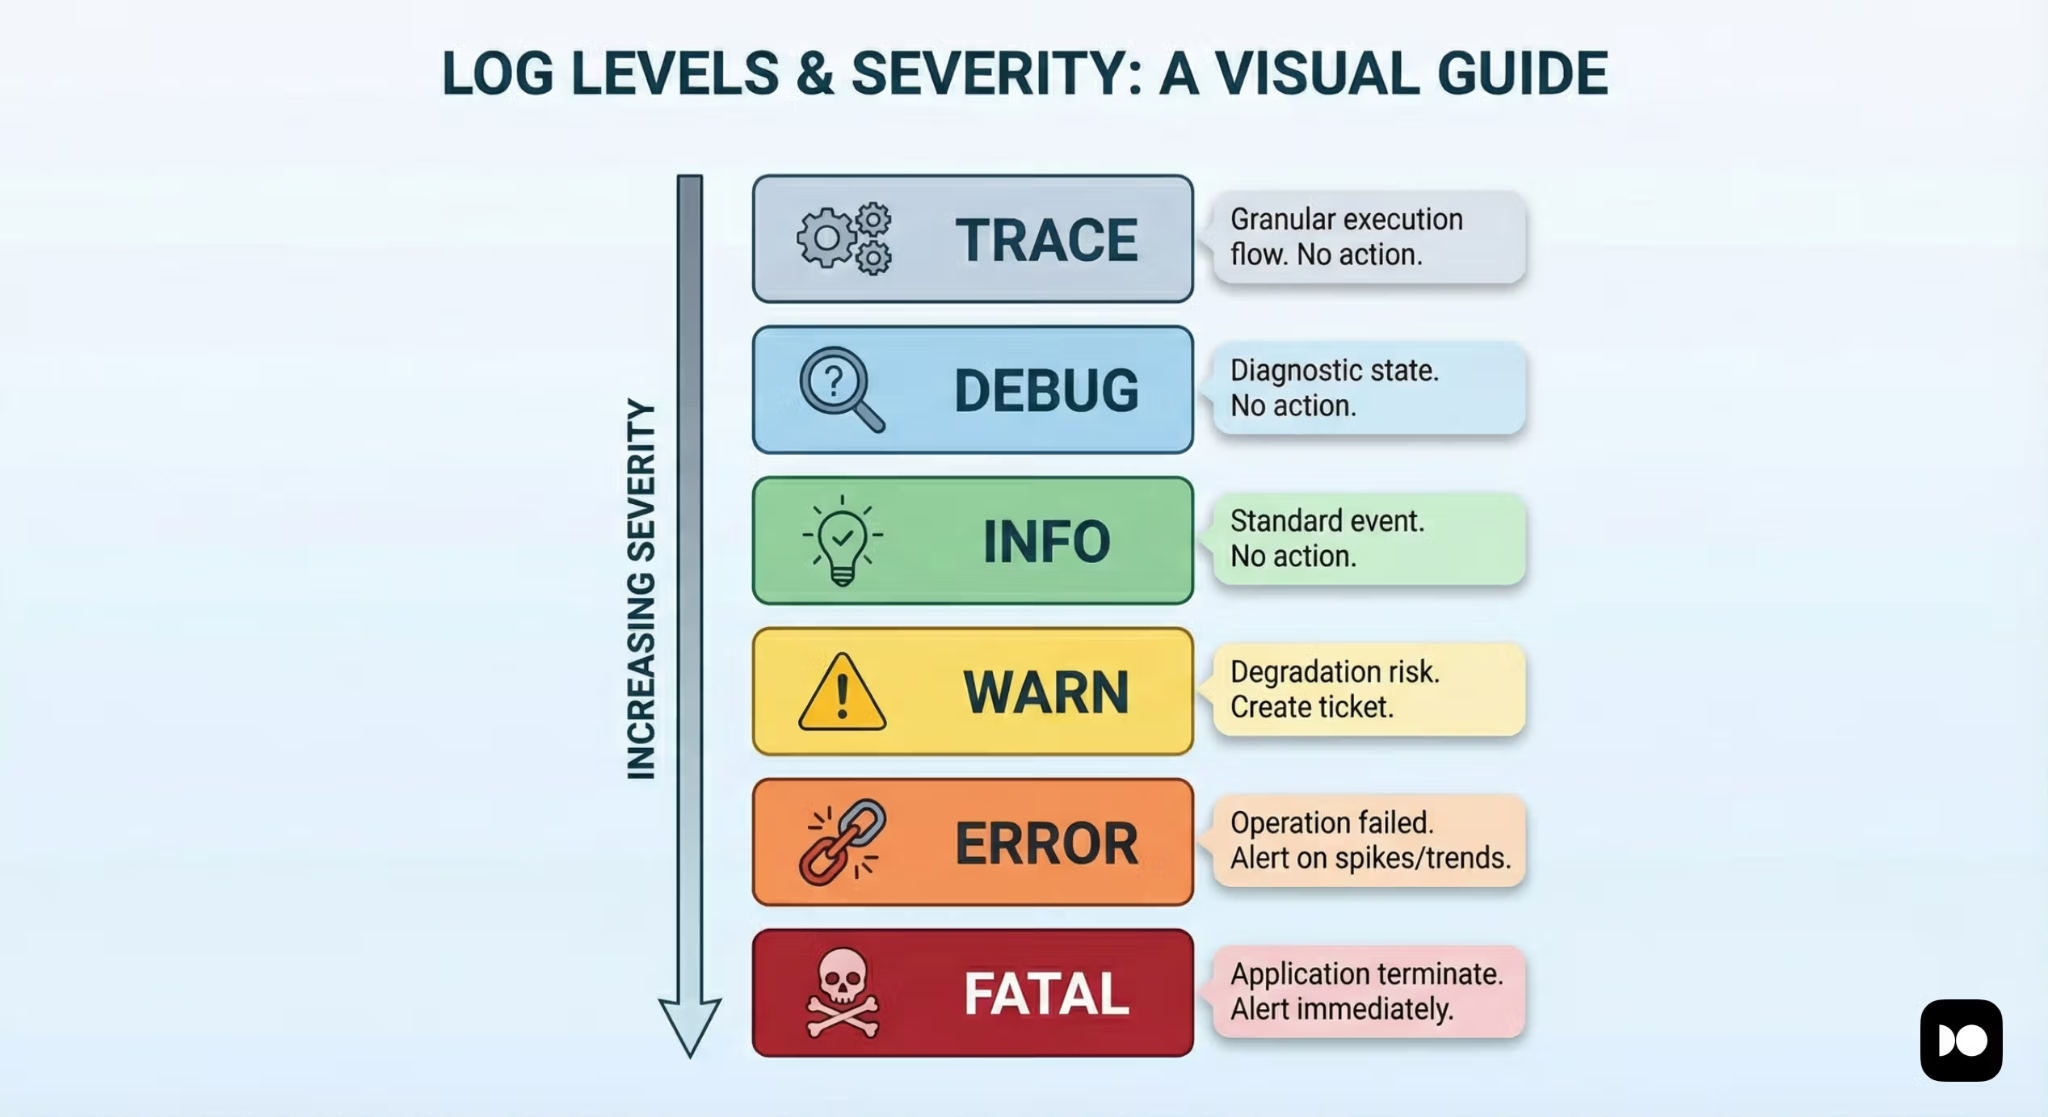 LOG LEVELS & SEVERITY: A VISUAL GUIDE
INCREASING SEVERITY
TRACE
Granular execution
flow. No action.
?
DEBUG
Diagnostic state.
No action.
INFO
Standard event.
No action.
!
WARN
Degradation risk.
Create ticket.
ERROR
Operation failed.
Alert on spikes/trends.
FATAL
Application terminate.
Alert immediately.